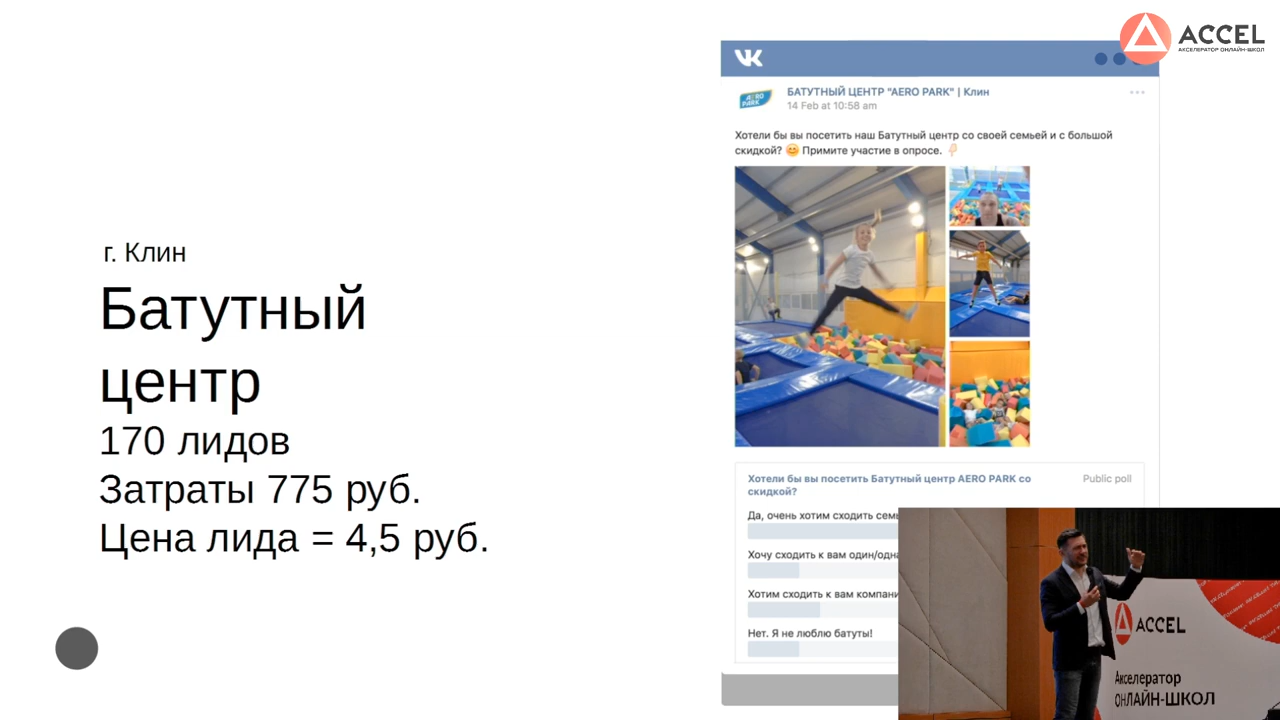 ACCEL
АКСЕЛЕРАТОР ОНЛАЙН-ШКОЛ
г. Клин
Батутный
центр
170 лидов
Затраты 775 руб.
Цена лида = 4,5 руб.
БАТУТНЫЙ ЦЕНТР "AERO PARK" | Клин
14 Feb at 10:58 am
AERO
PARK
Хотели бы вы посетить наш Батутный центр со своей семьей и с большой
скидкой? 😊 Примите участие в опросе. 👇🏻
Хотели бы вы посетить Батутный центр AERO PARK со
скидкой?
Public poll
Да, очень хотим сходить семь
Хочу сходить к вам один/одна
Хотим сходить к вам компани
Нет. Я не люблю батуты!
ACCEL
Акселератор
ОНЛАЙН-ШКОЛ